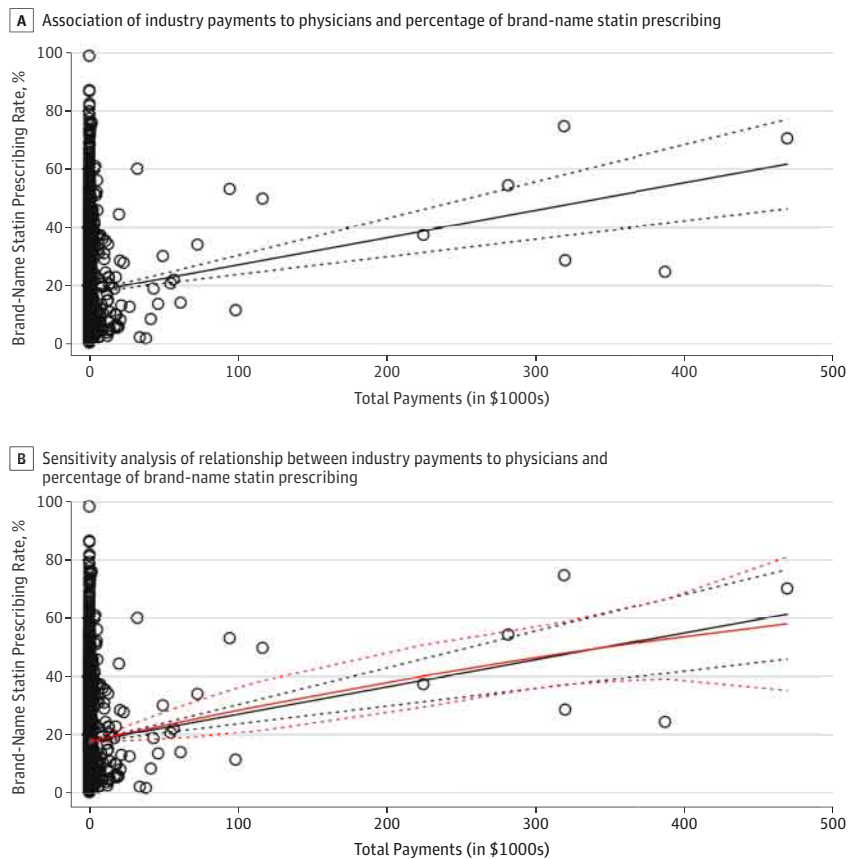 A Association of industry payments to physicians and percentage of brand-name statin prescribing
100
80
60
40
20
0
Brand-Name Statin Prescribing Rate, %
0 100 200 300 400 500
Total Payments (in $1000s)
B Sensitivity analysis of relationship between industry payments to physicians and
percentage of brand-name statin prescribing
100
80
60
40
20
0
Brand-Name Statin Prescribing Rate, %
0 100 200 300 400 500
Total Payments (in $1000s)